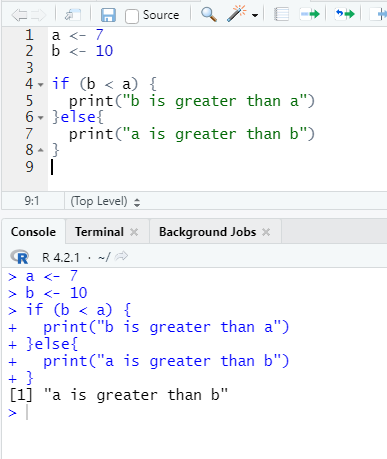 Source
1 a <- 7
2 b <- 10
3
4 if (b < a) {
5   print("b is greater than a")
6 }else{
7   print("a is greater than b")
8 }
9
9:1 (Top Level)
Console Terminal Background Jobs
R R 4.2.1 · ~/
> a <- 7
> b <- 10
> if (b < a) {
+   print("b is greater than a")
+ }else{
+   print("a is greater than b")
+ }
[1] "a is greater than b"
>